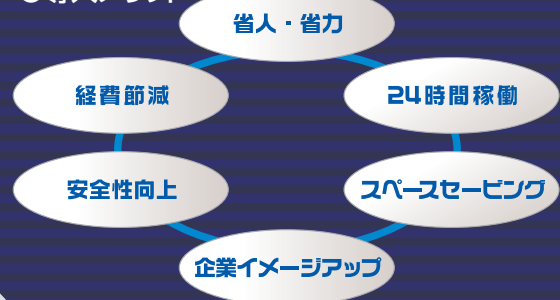 省人・省力
経費節減
24時間稼働
安全性向上
スペースセービング
企業イメージアップ